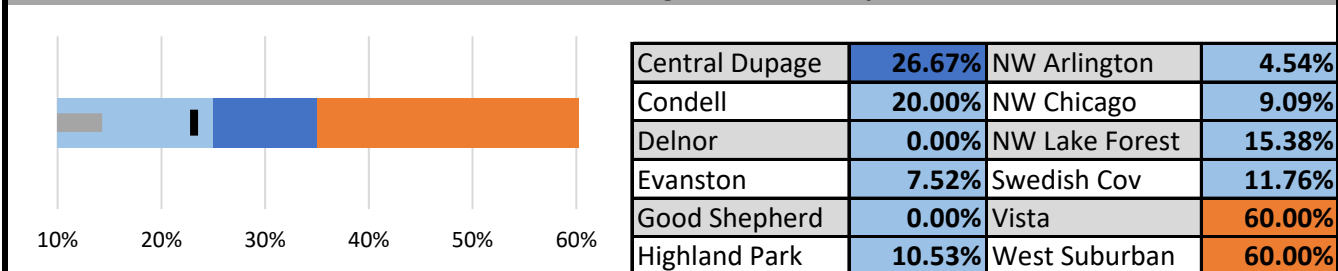 Central Dupage 26.67% NW Arlington 4.54%
Condell 20.00% NW Chicago 9.09%
Delnor 0.00% NW Lake Forest 15.38%
Evanston 7.52% Swedish Cov 11.76%
Good Shepherd 0.00% Vista 60.00%
Highland Park 10.53% West Suburban 60.00%
10% 20% 30% 40% 50% 60%